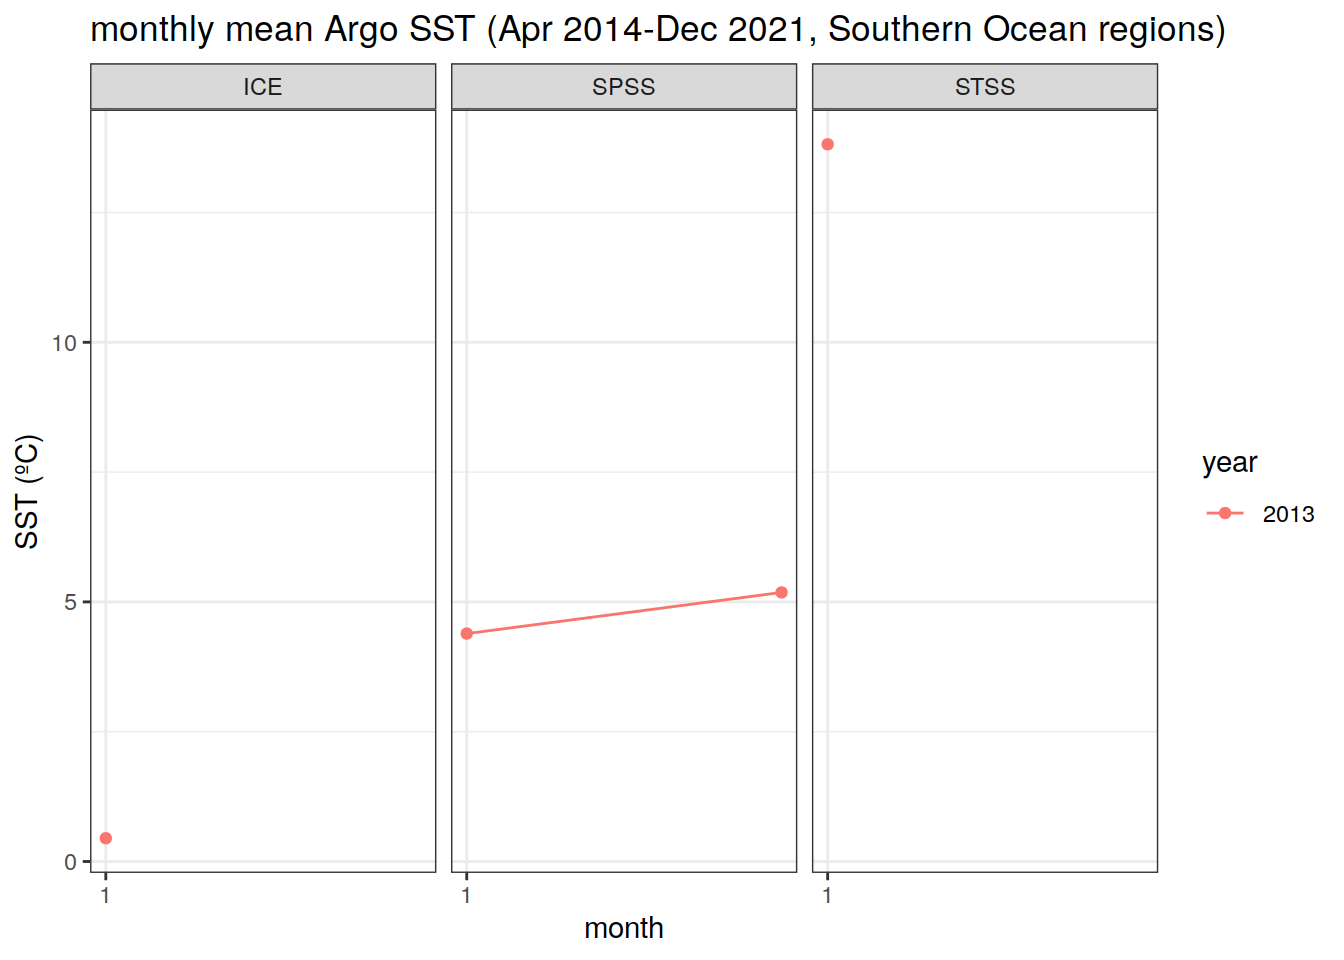 monthly mean Argo SST (Apr 2014-Dec 2021, Southern Ocean regions)
ICE
SPSS
STSS
10
5
0
SST (ºC)
1
1
1
month
year
2013